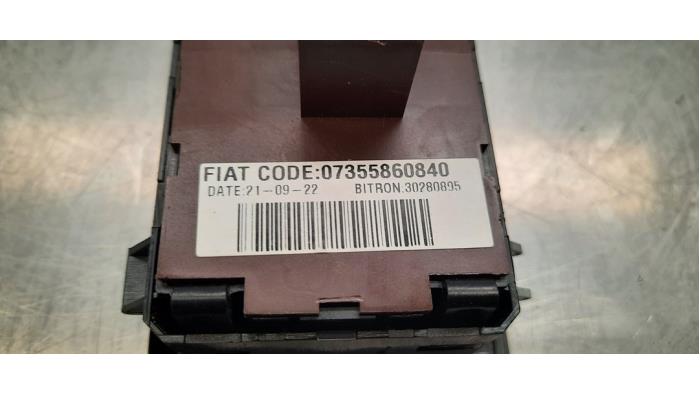 FIAT CODE:07355860840
DATE:21-09-22 BITRON.30280895